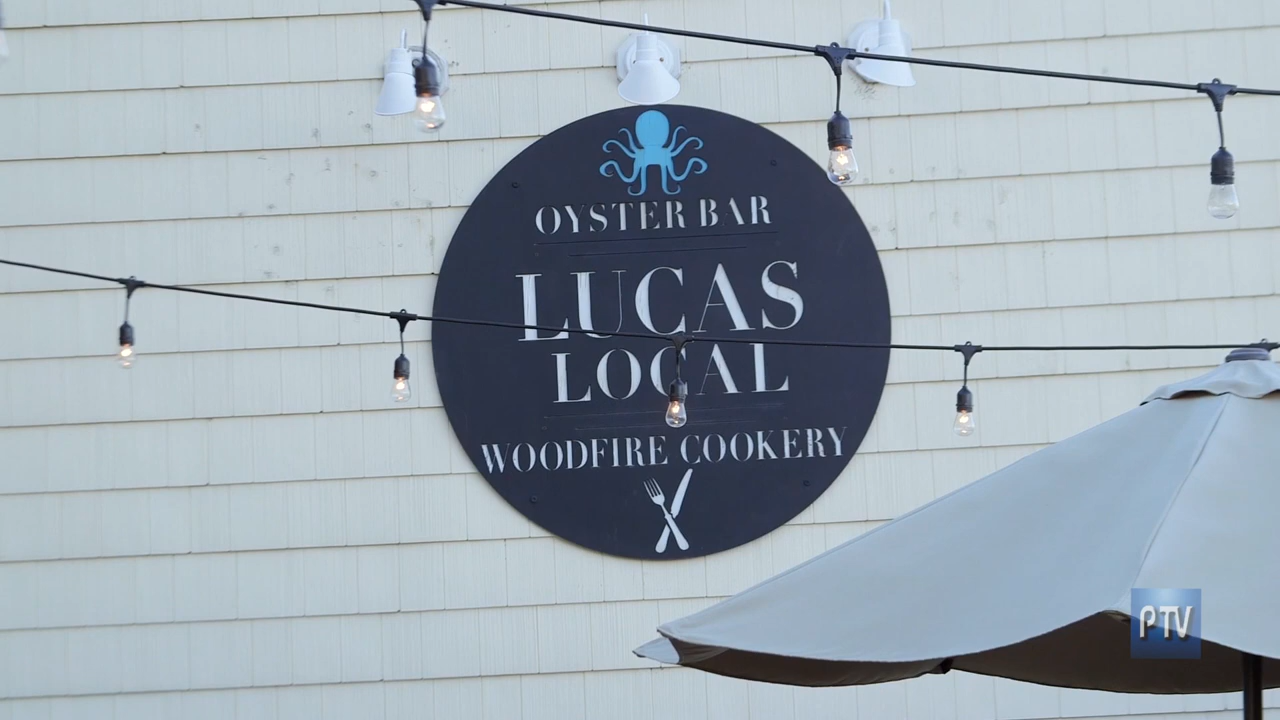 OYSTER BAR
LUCAS
LOCAL
WOODFIRE COOKERY
PTV